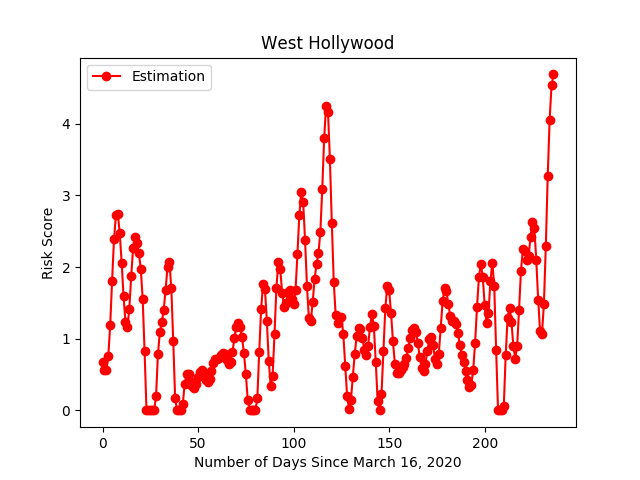 West Hollywood
Estimation
Risk Score
4
3
2
1
0
0 50 100 150 200
Number of Days Since March 16, 2020